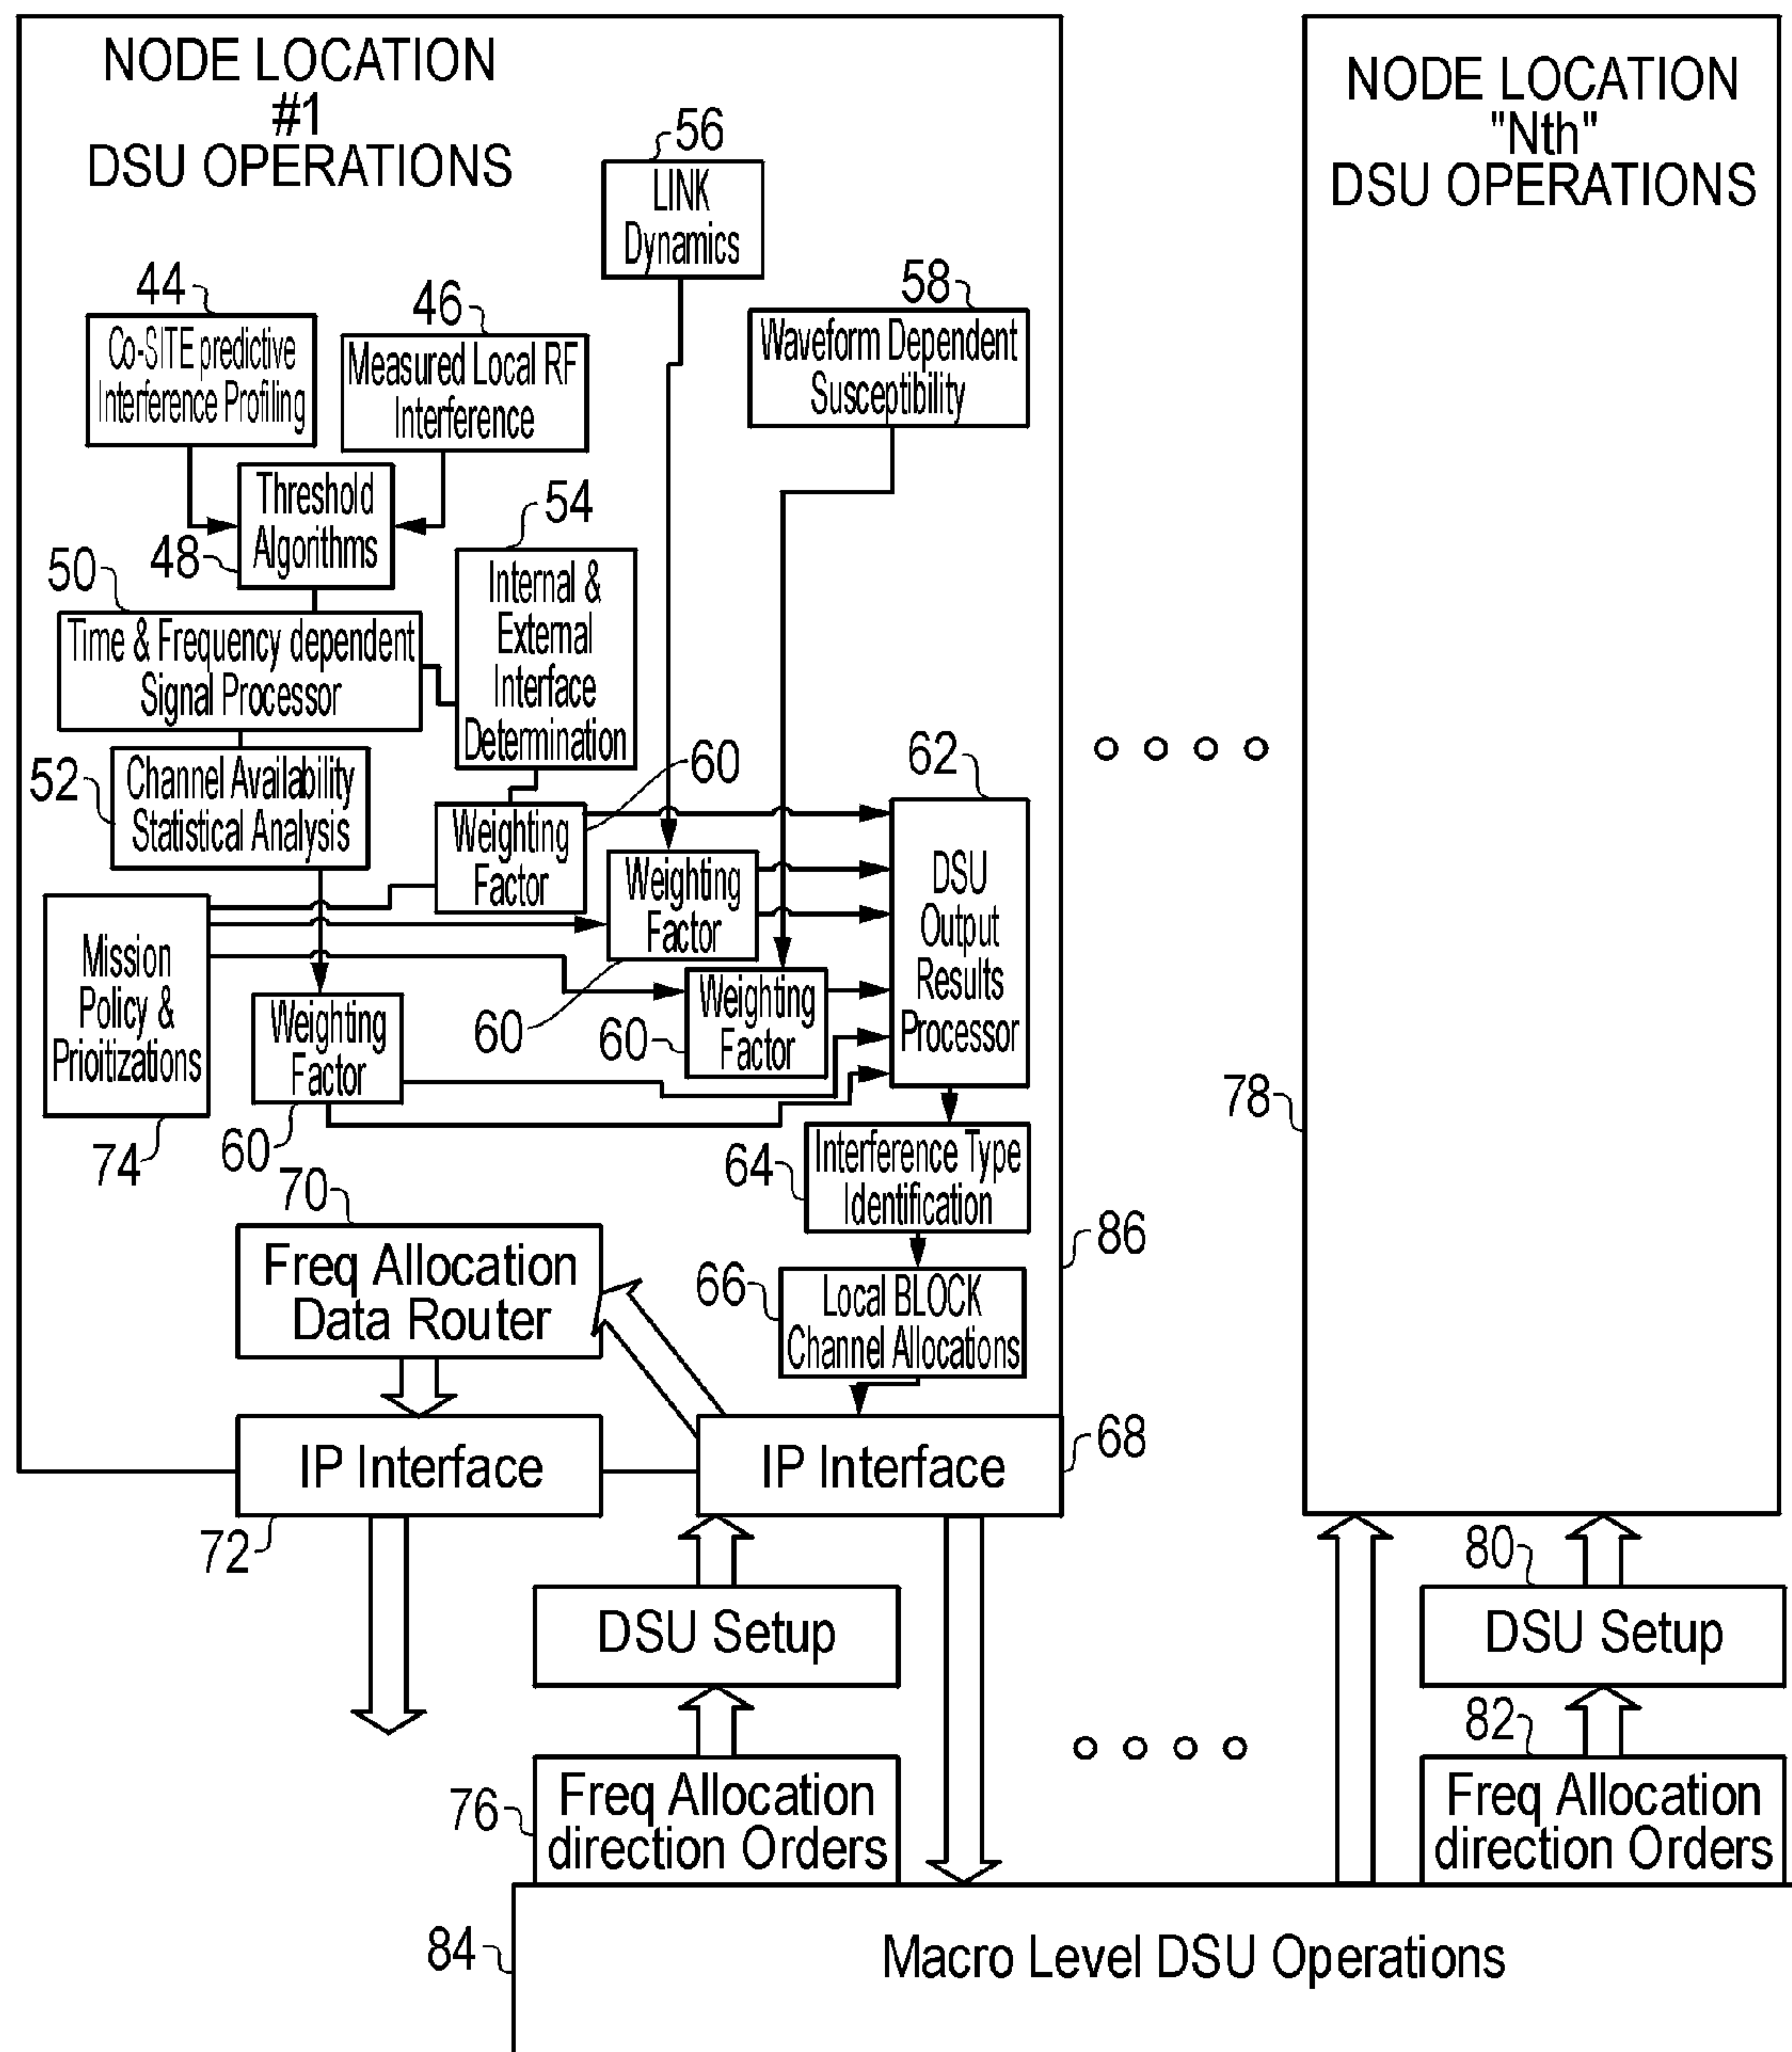 NODE LOCATION
#1
DSU OPERATIONS
NODE LOCATION
"Nth"
DSU OPERATIONS
56
LINK
Dynamics
44
Co-SITE predictive
Interference Profiling
46
Measured Local RF
Interference
58
Waveform Dependent
Susceptibility
Threshold
Algorithms
48
54
Internal &
External
Interface
Determination
50
Time & Frequency dependent
Signal Processor
52
Channel Availability
Statistical Analysis
60
Weighting
Factor
62
DSU
Output
Results
Processor
Weighting
Factor
60
Weighting
Factor
60
Mission
Policy &
Prioitizations
74
Weighting
Factor
60
78
64
Interference Type
Identification
86
70
Freq Allocation
Data Router
66
Local BLOCK
Channel Allocations
IP Interface
72
IP Interface
68
DSU Setup
80
DSU Setup
76
Freq Allocation
direction Orders
82
Freq Allocation
direction Orders
84
Macro Level DSU Operations